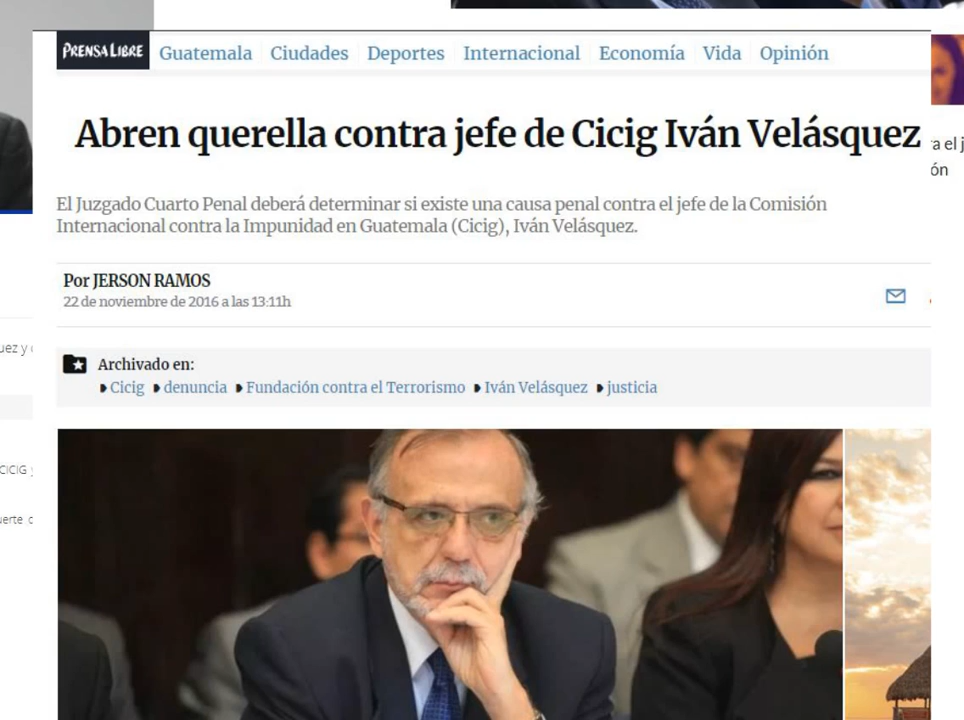 PRENSA LIBRE Guatemala Ciudades Deportes Internacional Economía Vida Opinión
Abren querella contra jefe de Cicig Iván Velásquez
El Juzgado Cuarto Penal deberá determinar si existe una causa penal contra el jefe de la Comisión
Internacional contra la Impunidad en Guatemala (Cicig), Iván Velásquez.
Por JERSON RAMOS
22 de noviembre de 2016 a las 13:11h
Archivado en:
Cicig denuncia Fundación contra el Terrorismo Iván Velásquez justicia
CICIG
el j